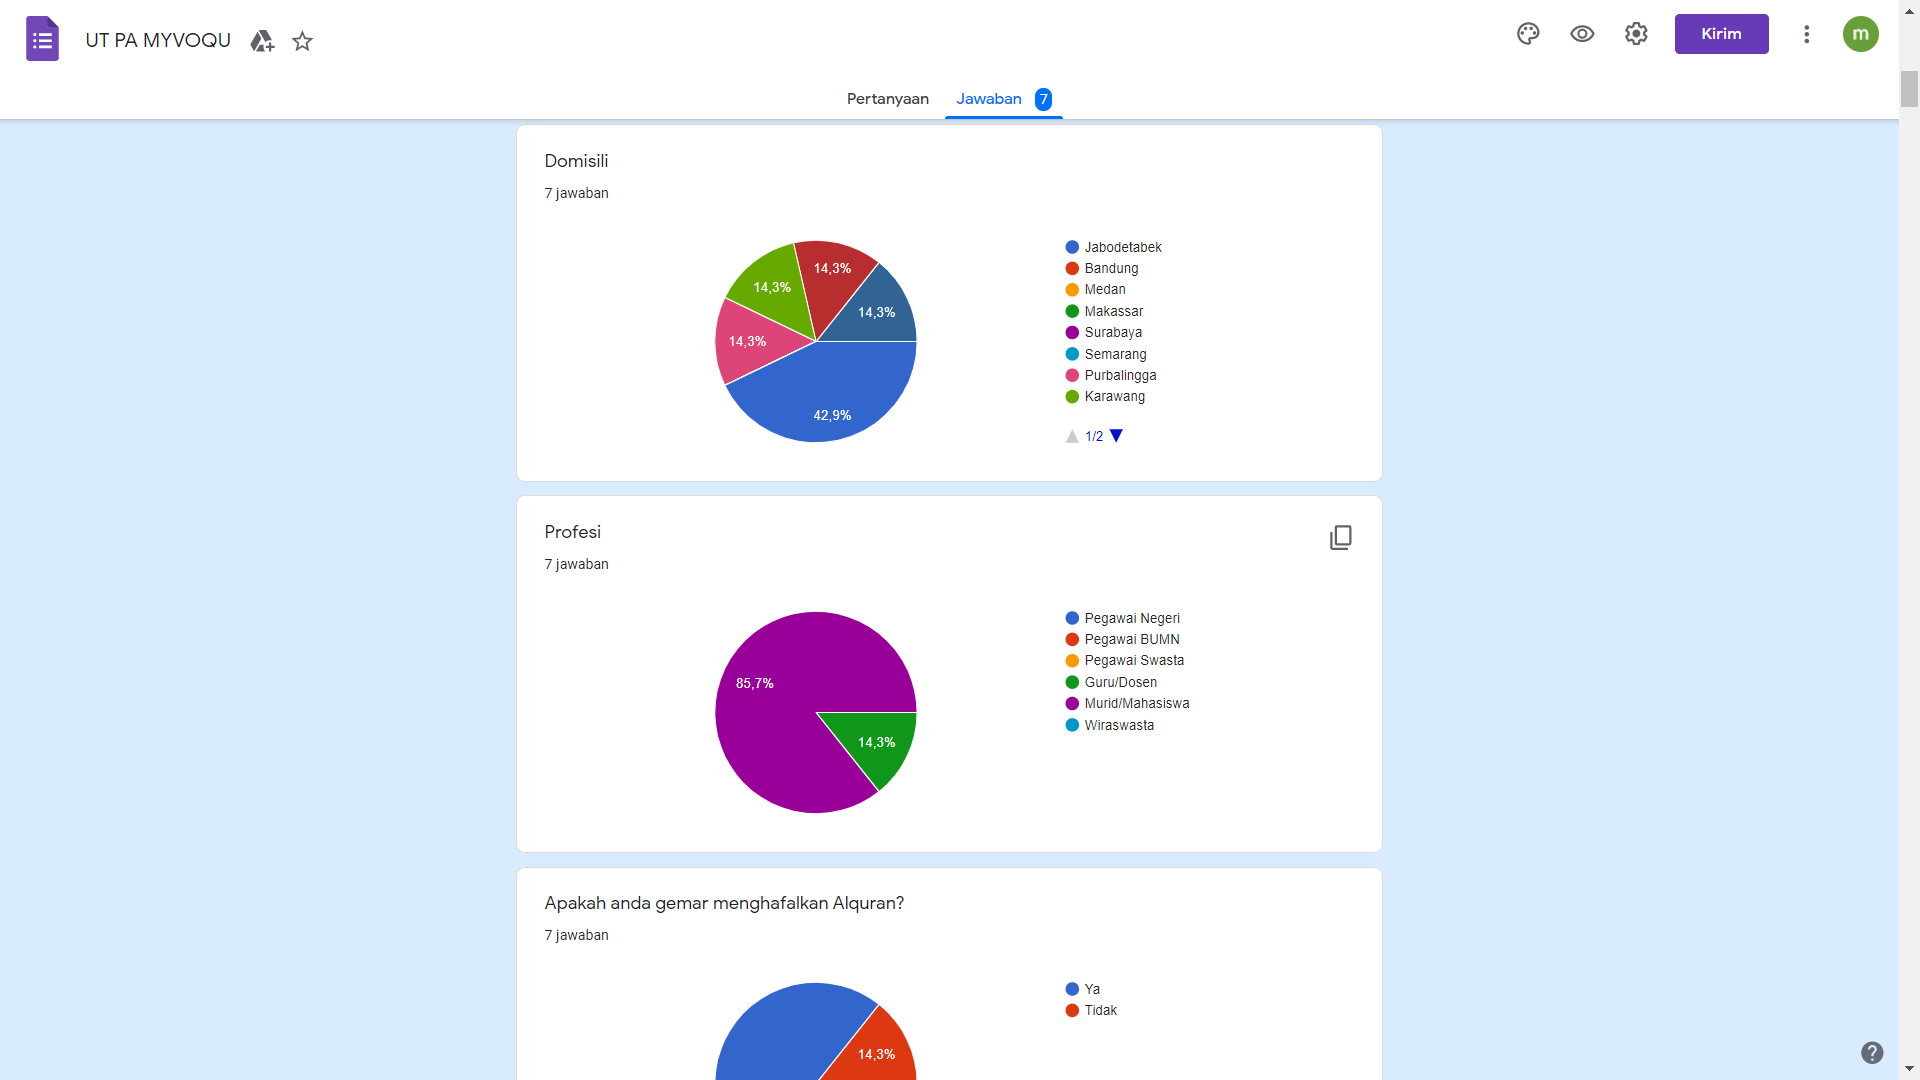 UT PA MYVOQU
Kirim
m
Pertanyaan
Jawaban 7
Domisili
7 jawaban
14,3%
14,3%
14,3%
14,3%
42,9%
Jabodetabek
Bandung
Medan
Makassar
Surabaya
Semarang
Purbalingga
Karawang
1/2
Profesi
7 jawaban
85,7%
14,3%
Pegawai Negeri
Pegawai BUMN
Pegawai Swasta
Guru/Dosen
Murid/Mahasiswa
Wiraswasta
Apakah anda gemar menghafalkan Alquran?
7 jawaban
14,3%
Ya
Tidak
?